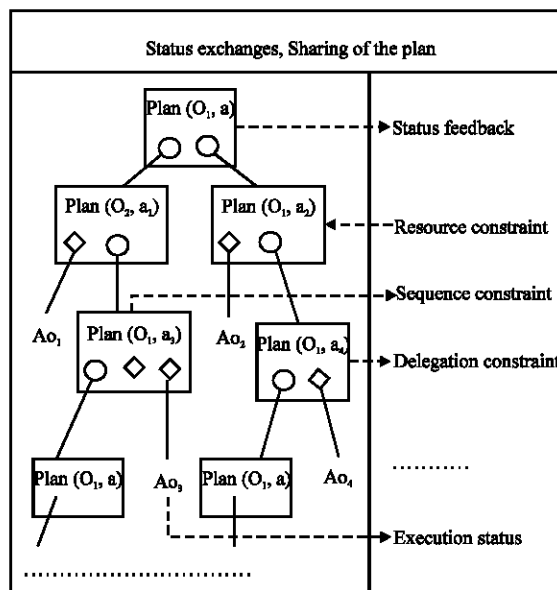 Status exchanges, Sharing of the plan
Plan (O₁, a)
Status feedback
Plan (O₂, a₁)
Plan (O₁, a₂)
Resource constraint
Sequence constraint
Ao₁
Plan (O₁, a₃)
Ao₂
Plan (O₁, a₄)
Delegation constraint
Plan (O₁, a)
Ao₃
Plan (O₁, a)
Ao₄
Execution status